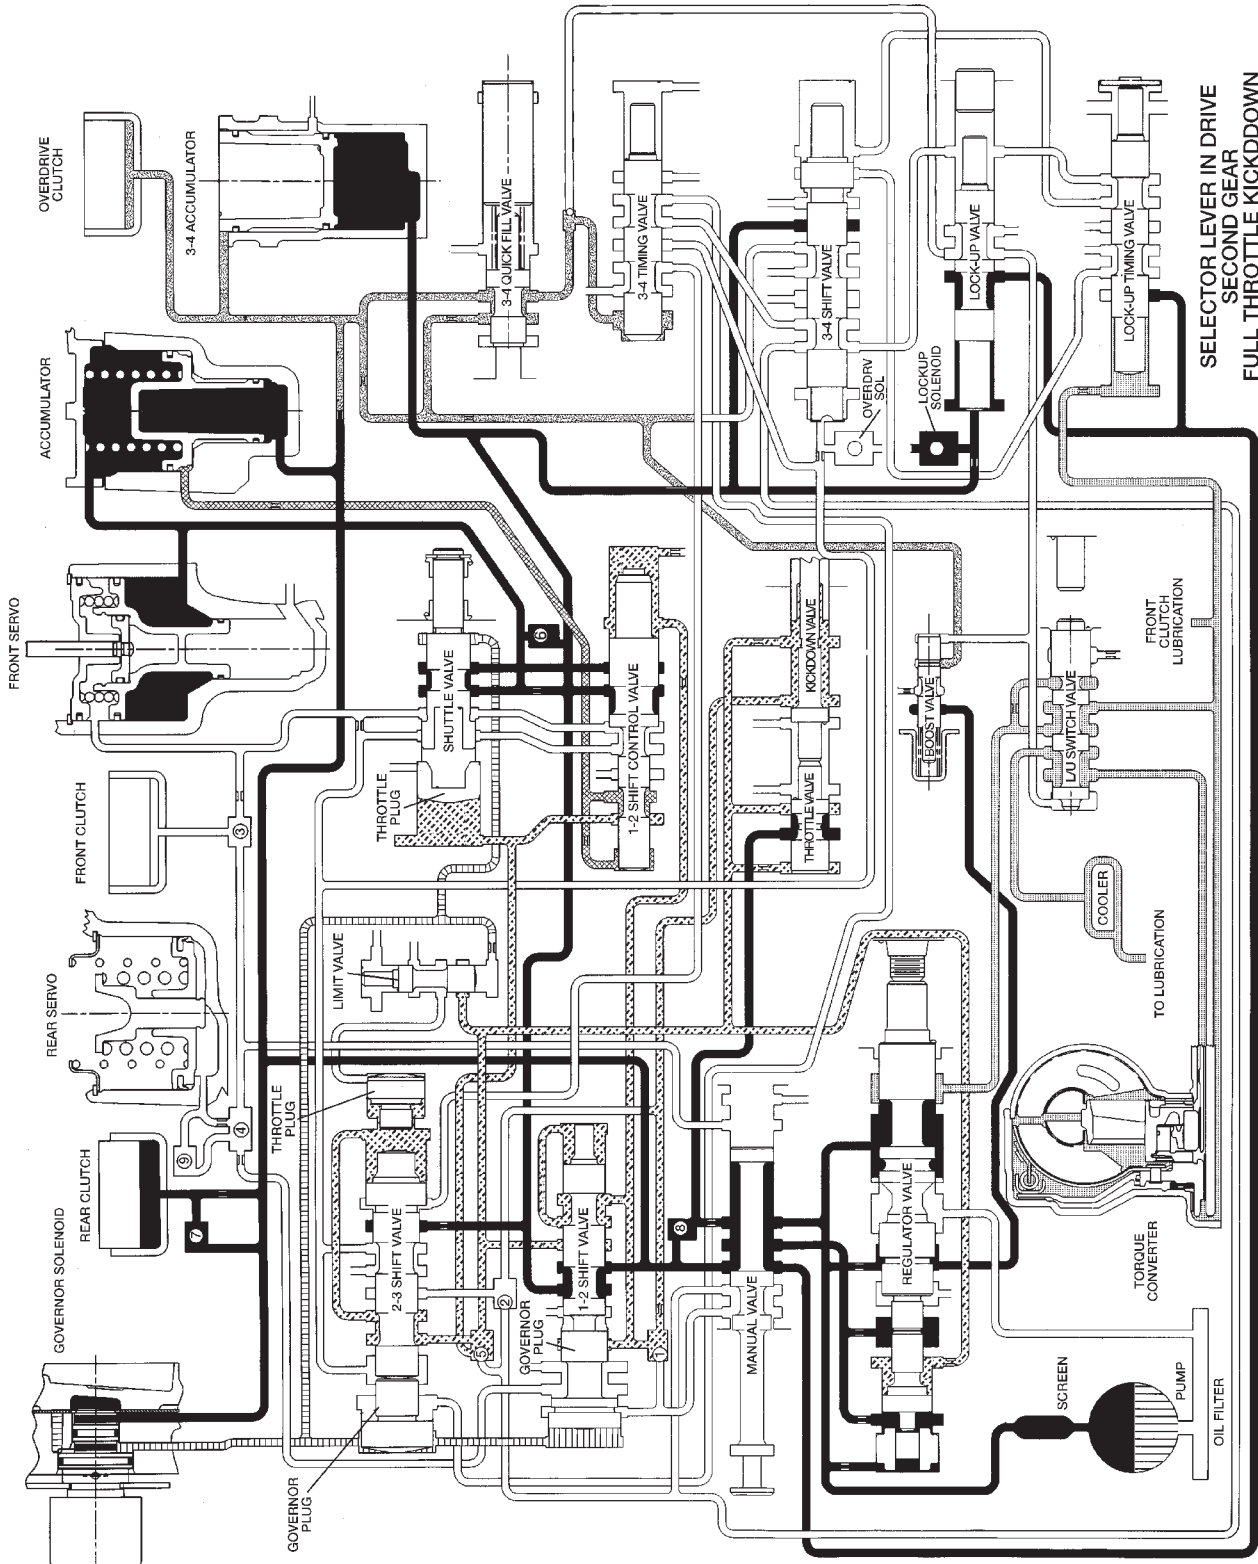 FRONT SERVO
ACCUMULATOR
OVERDRIVE
CLUTCH
3-4 ACCUMULATOR
FRONT CLUTCH
REAR SERVO
REAR CLUTCH
GOVERNOR SOLENOID
3
4
9
7
6
THROTTLE
PLUG
SHUTTLE VALVE
3-4 QUICK FILL VALVE
LIMIT VALVE
1-2 SHIFT CONTROL VALVE
3-4 TIMING VALVE
THROTTLE
PLUG
2-3 SHIFT VALVE
GOVERNOR
PLUG
5
2
GOVERNOR
PLUG
1-2 SHIFT VALVE
1
8
THROTTLE VALVE
KICKDOWN VALVE
3-4 SHIFT VALVE
OVERDRV
SOL
LOCKUP
SOLENOID
MANUAL VALVE
REGULATOR VALVE
BOOST VALVE
LOCK-UP VALVE
L/U SWITCH VALVE
COOLER
LOCK-UP TIMING VALVE
FRONT
CLUTCH
LUBRICATION
TO LUBRICATION
TORQUE
CONVERTER
SCREEN
PUMP
OIL FILTER
SELECTOR LEVER IN DRIVE
SECOND GEAR
FULL THROTTLE KICKDDOWN